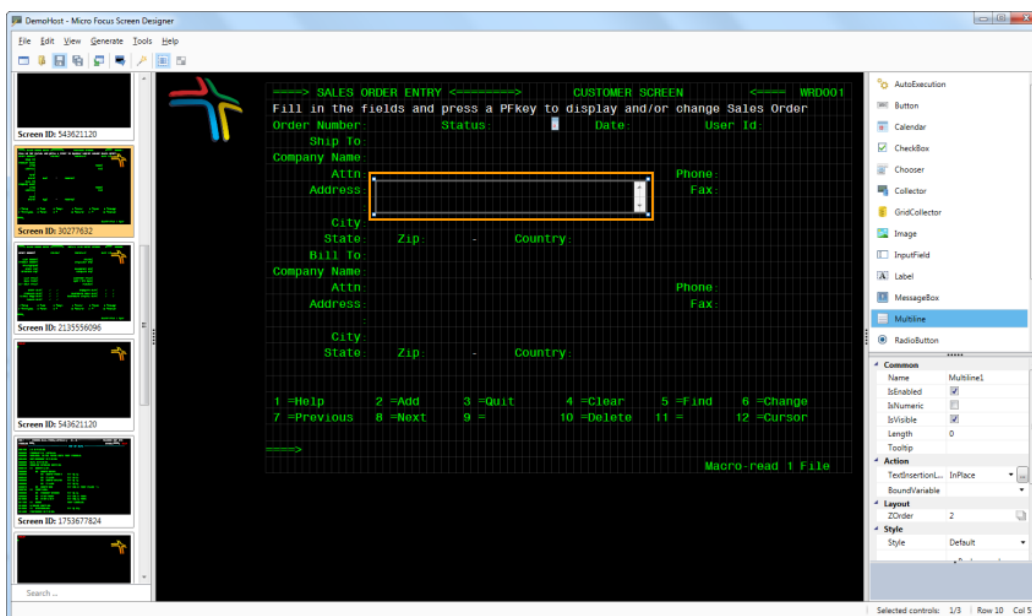 DemoHost - Micro Focus Screen Designer
File Edit View Generate Tools Help
Screen ID: 543621120
Screen ID: 30277632
Screen ID: 2135556096
Screen ID: 543621120
Screen ID: 1753677824
Search ...
====> SALES ORDER ENTRY <=========> CUSTOMER SCREEN <==== WRD001
Fill in the fields and press a PFkey to display and/or change Sales Order
Order Number: Status: Date: User Id:
Ship To:
Company Name:
Attn: Phone:
Address: Fax:
:
City:
State: Zip: - Country:
Bill To:
Company Name:
Attn: Phone:
Address: Fax:
:
City:
State: Zip: - Country:
1 =Help 2 =Add 3 =Quit 4 =Clear 5 =Find 6 =Change
7 =Previous 8 =Next 9 = 10 =Delete 11 = 12 =Cursor
====>
Macro-read 1 File
AutoExecution
Button
Calendar
CheckBox
Chooser
Collector
GridCollector
Image
InputField
Label
MessageBox
Multiline
RadioButton
Common
Name Multiline1
IsEnabled
IsNumeric
IsVisible
Length 0
Tooltip
Action
TextInsertionL... InPlace
BoundVariable
Layout
ZOrder 2
Style
Style Default
Selected controls: 1/3 Row 10 Col 5